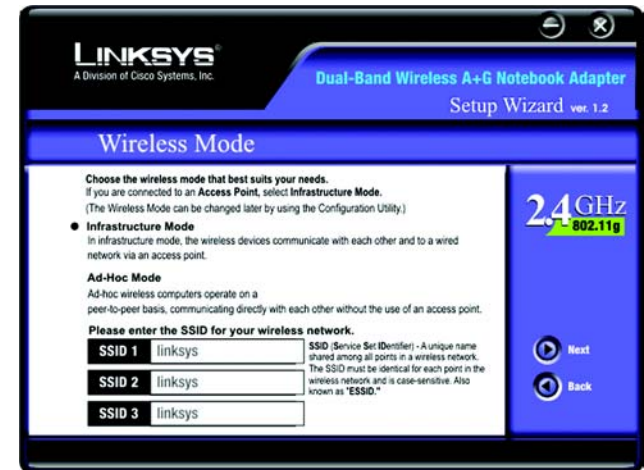 LINKSYS®
A Division of Cisco Systems, Inc.
Dual-Band Wireless A+G Notebook Adapter
Setup Wizard ver. 1.2
Wireless Mode
Choose the wireless mode that best suits your needs.
If you are connected to an Access Point, select Infrastructure Mode.
(The Wireless Mode can be changed later by using the Configuration Utility.)
Infrastructure Mode
In infrastructure mode, the wireless devices communicate with each other and to a wired
network via an access point.
Ad-Hoc Mode
Ad-hoc wireless computers operate on a
peer-to-peer basis, communicating directly with each other without the use of an access point.
Please enter the SSID for your wireless network.
SSID 1 linksys
SSID 2 linksys
SSID 3 linksys
SSID (Service Set IDentifier) - A unique name
shared among all points in a wireless network.
The SSID must be identical for each point in the
wireless network and is case-sensitive. Also
known as "ESSID."
2.4 GHz
802.11g
Next
Back